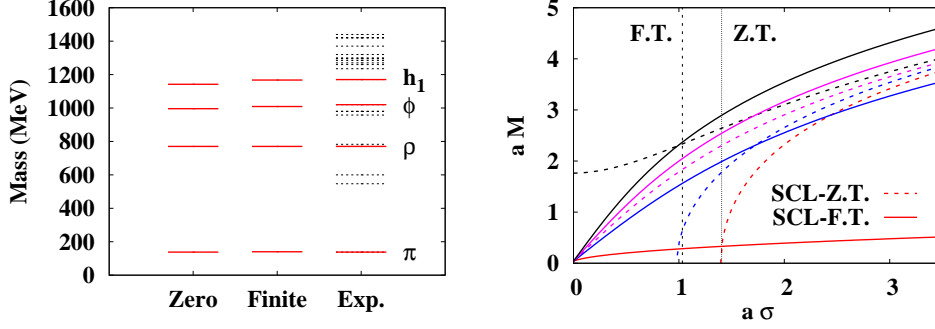 Mass (MeV)
1600
1400
1200
1000
800
600
400
200
0
h1
ϕ
ρ
π
Zero Finite Exp.
a M
5
4
3
2
1
0
F.T. Z.T.
SCL-Z.T.
SCL-F.T.
0 1 2 3
a σ